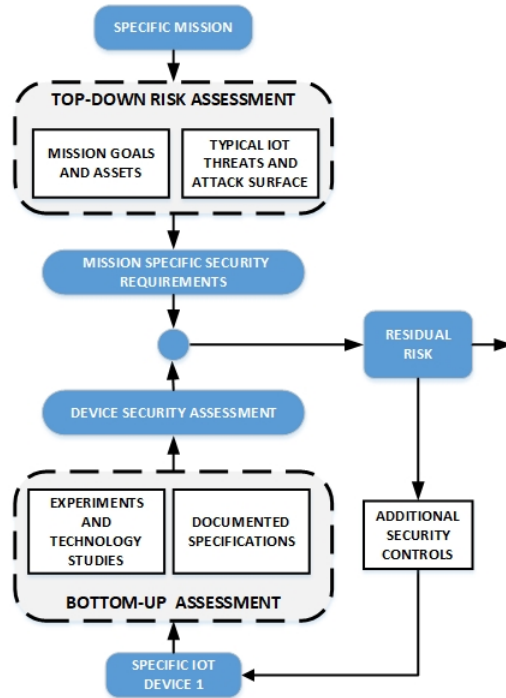 SPECIFIC MISSION
TOP-DOWN RISK ASSESSMENT
MISSION GOALS
AND ASSETS
TYPICAL IOT
THREATS AND
ATTACK SURFACE
MISSION SPECIFIC SECURITY
REQUIREMENTS
RESIDUAL
RISK
DEVICE SECURITY ASSESSMENT
EXPERIMENTS
AND
TECHNOLOGY
STUDIES
DOCUMENTED
SPECIFICATIONS
ADDITIONAL
SECURITY
CONTROLS
BOTTOM-UP ASSESSMENT
SPECIFIC IOT
DEVICE 1